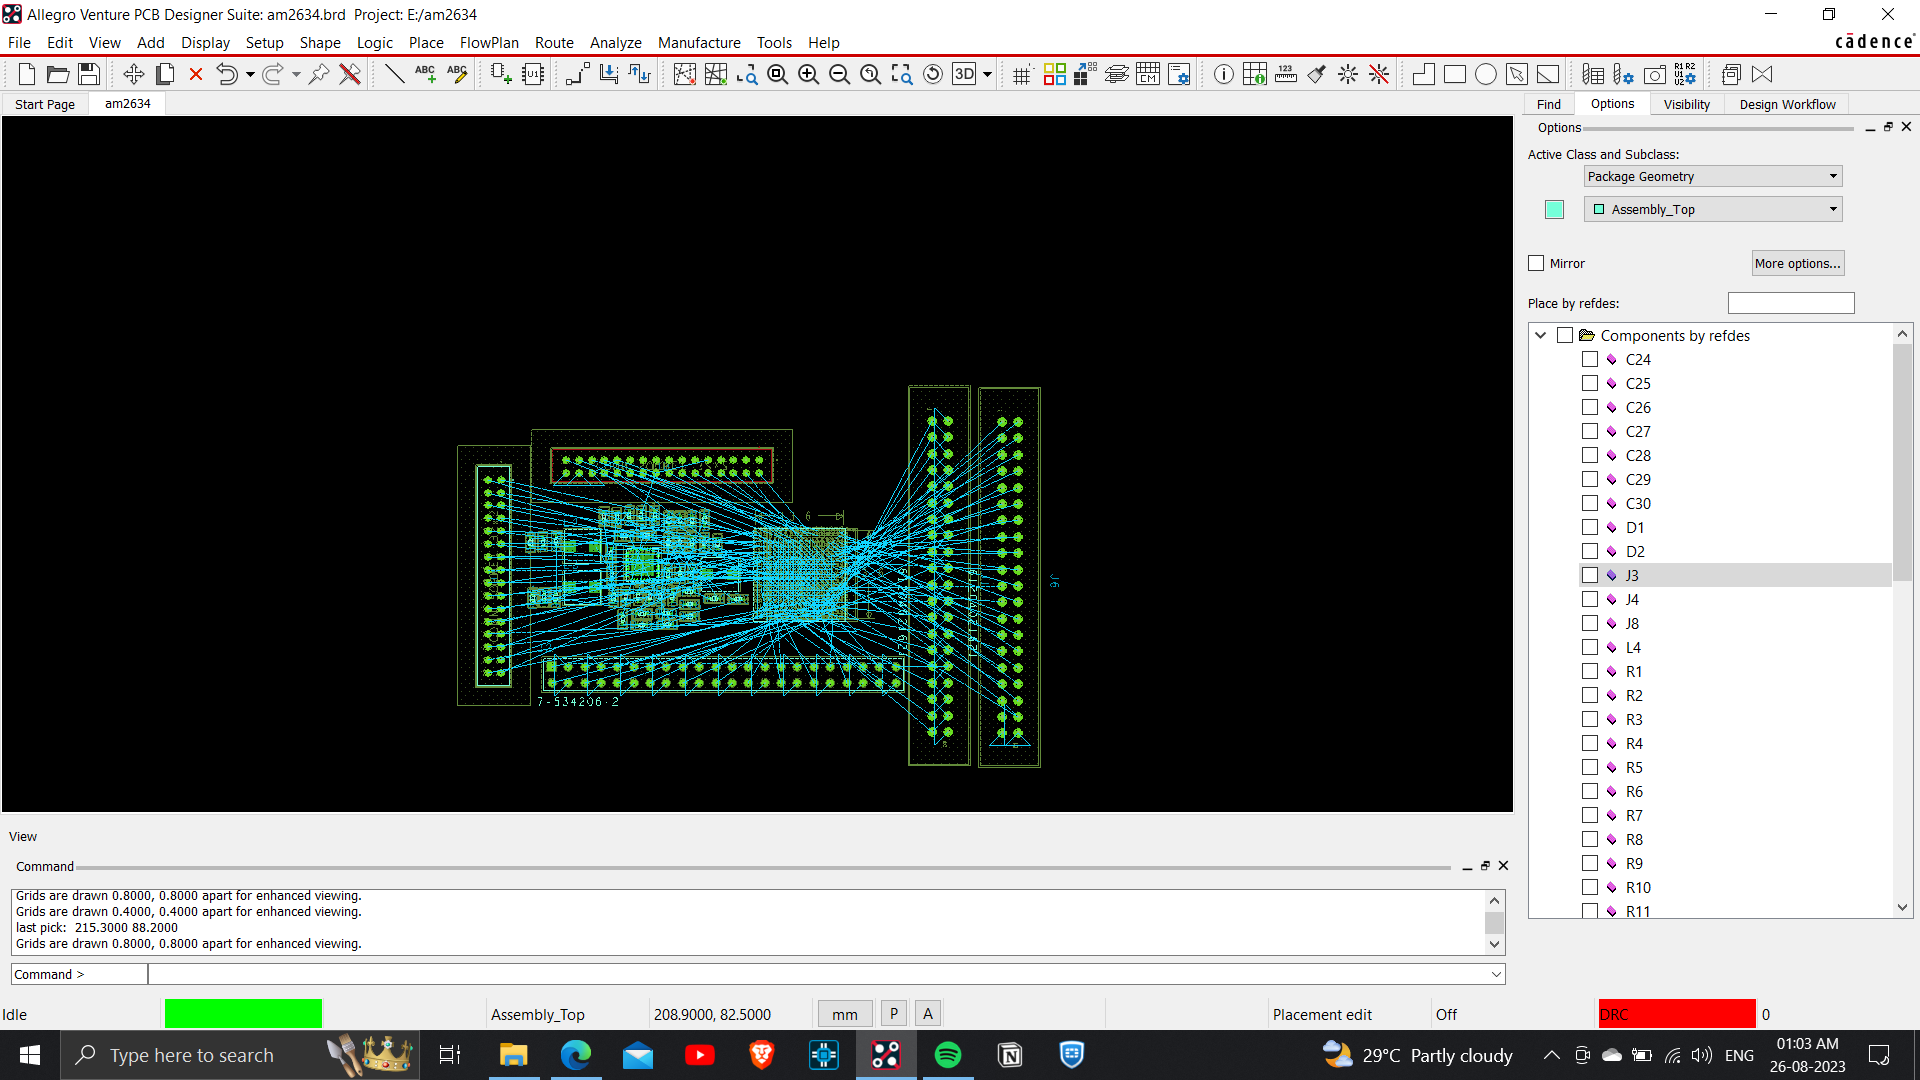 Allegro Venture PCB Designer Suite: am2634.brd  Project: E:/am2634
File Edit View Add Display Setup Shape Logic Place FlowPlan Route Analyze Manufacture Tools Help
cādence
Start Page am2634
Find Options Visibility Design Workflow
Options
Active Class and Subclass:
Package Geometry
Assembly_Top
Mirror More options...
Place by refdes:
Components by refdes
C24
C25
C26
C27
C28
C29
C30
D1
D2
J3
J4
J8
L4
R1
R2
R3
R4
R5
R6
R7
R8
R9
R10
R11
J6
7-534206-2
View
Command
Grids are drawn 0.8000, 0.8000 apart for enhanced viewing.
Grids are drawn 0.4000, 0.4000 apart for enhanced viewing.
last pick:  215.3000 88.2000
Grids are drawn 0.8000, 0.8000 apart for enhanced viewing.
Command >
Idle Assembly_Top 208.9000, 82.5000 mm P A Placement edit Off DRC 0
Type here to search 29°C Partly cloudy ENG 01:03 AM
26-08-2023